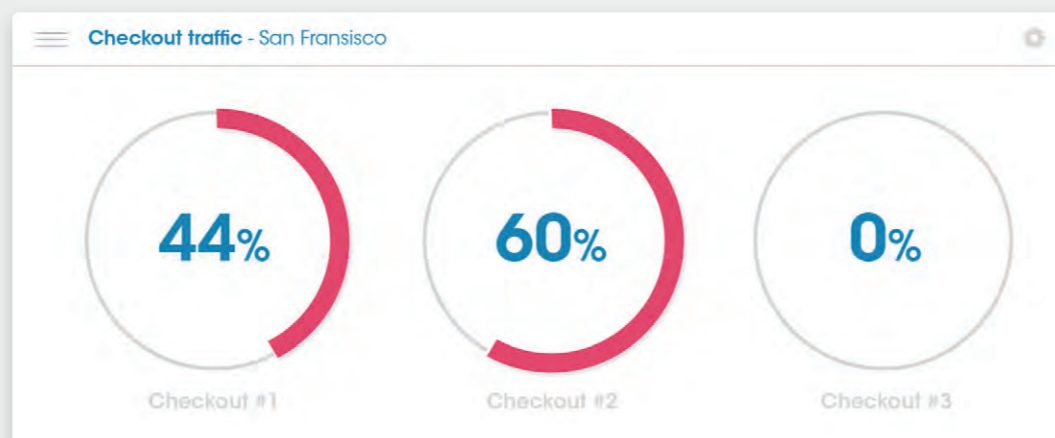 Checkout traffic - San Fransisco
44%
60%
0%
Checkout #1
Checkout #2
Checkout #3